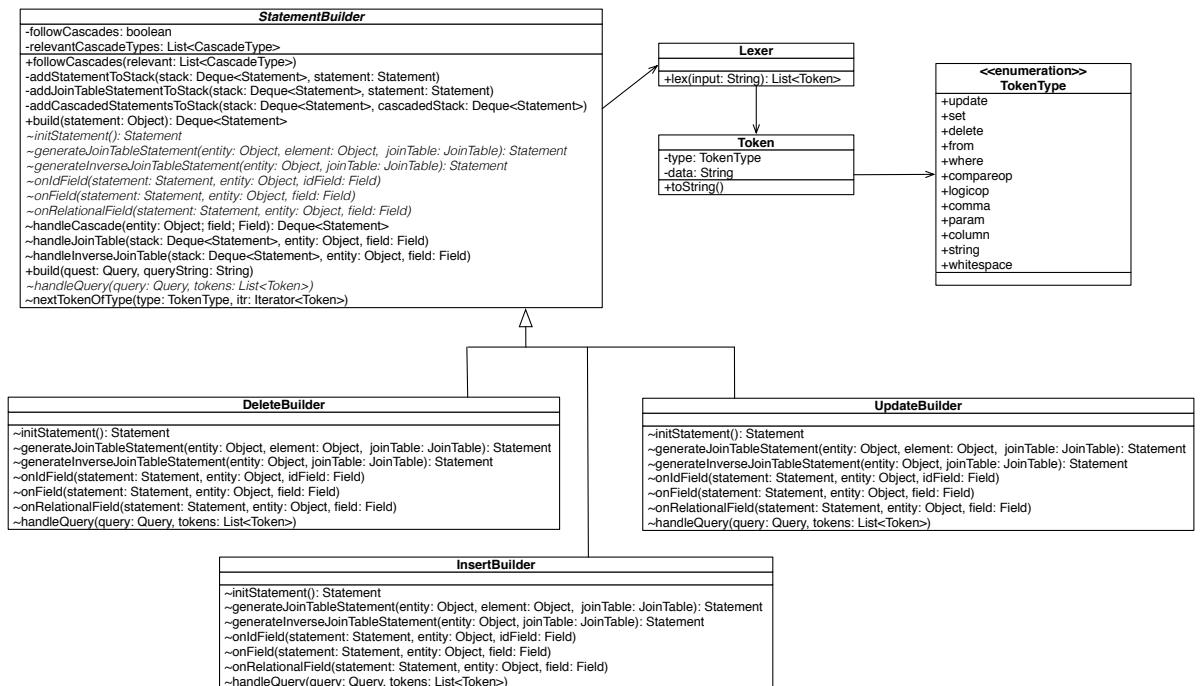 StatementBuilder
-followCascades: boolean
-relevantCascadeTypes: List<CascadeType>
+followCascades(relevant: List<CascadeType>)
-addStatementToStack(stack: Deque<Statement>, statement: Statement)
-addJoinTableStatementToStack(stack: Deque<Statement>, statement: Statement)
-addCascadedStatementsToStack(stack: Deque<Statement>, cascadedStack: Deque<Statement>)
+build(statement: Object): Deque<Statement>
~initStatement(): Statement
~generateJoinTableStatement(entity: Object, element: Object, joinTable: JoinTable): Statement
~generateInverseJoinTableStatement(entity: Object, joinTable: JoinTable): Statement
~onIdField(statement: Statement, entity: Object, idField: Field)
~onField(statement: Statement, entity: Object, field: Field)
~onRelationalField(statement: Statement, entity: Object, field: Field)
~handleCascade(entity: Object; field; Field): Deque<Statement>
~handleJoinTable(stack: Deque<Statement>, entity: Object, field: Field)
~handleInverseJoinTable(stack: Deque<Statement>, entity: Object, field: Field)
+build(quest: Query, queryString: String)
~handleQuery(query: Query, tokens: List<Token>)
~nextTokenOfType(type: TokenType, itr: Iterator<Token>)
Lexer
+lex(input: String): List<Token>
Token
-type: TokenType
-data: String
+toString()
<<enumeration>>
TokenType
+update
+set
+delete
+from
+where
+compareop
+logicop
+comma
+param
+column
+string
+whitespace
DeleteBuilder
~initStatement(): Statement
~generateJoinTableStatement(entity: Object, element: Object, joinTable: JoinTable): Statement
~generateInverseJoinTableStatement(entity: Object, joinTable: JoinTable): Statement
~onIdField(statement: Statement, entity: Object, idField: Field)
~onField(statement: Statement, entity: Object, field: Field)
~onRelationalField(statement: Statement, entity: Object, field: Field)
~handleQuery(query: Query, tokens: List<Token>)
UpdateBuilder
~initStatement(): Statement
~generateJoinTableStatement(entity: Object, element: Object, joinTable: JoinTable): Statement
~generateInverseJoinTableStatement(entity: Object, joinTable: JoinTable): Statement
~onIdField(statement: Statement, entity: Object, idField: Field)
~onField(statement: Statement, entity: Object, field: Field)
~onRelationalField(statement: Statement, entity: Object, field: Field)
~handleQuery(query: Query, tokens: List<Token>)
InsertBuilder
~initStatement(): Statement
~generateJoinTableStatement(entity: Object, element: Object, joinTable: JoinTable): Statement
~generateInverseJoinTableStatement(entity: Object, joinTable: JoinTable): Statement
~onIdField(statement: Statement, entity: Object, idField: Field)
~onField(statement: Statement, entity: Object, field: Field)
~onRelationalField(statement: Statement, entity: Object, field: Field)
~handleQuery(query: Query, tokens: List<Token>)